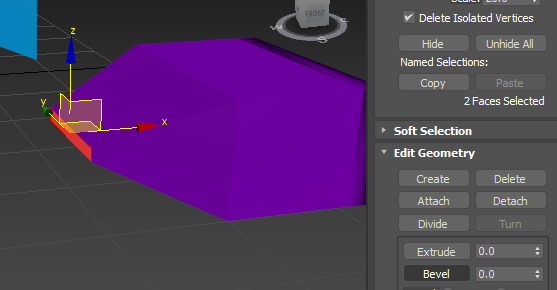 Delete Isolated Vertices
Hide Unhide All
Named Selections:
Copy Paste
2 Faces Selected
Soft Selection
Edit Geometry
Create Delete
Attach Detach
Divide Turn
Extrude 0.0
Bevel 0.0
z
y
x
FRONT
W
S